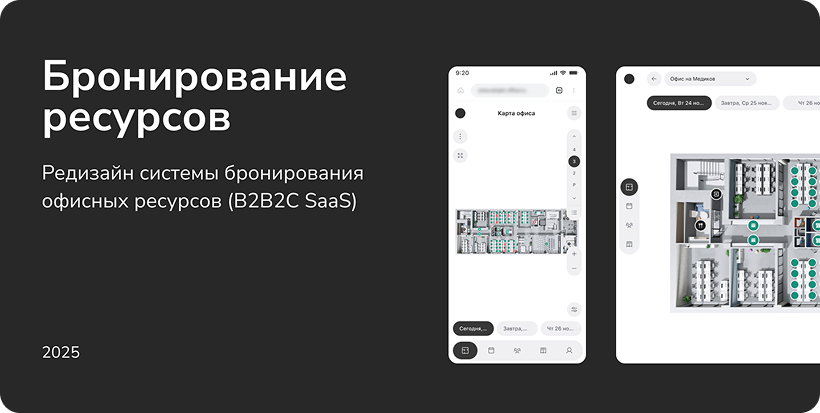 Бронирование
ресурсов
Редизайн системы бронирования
офисных ресурсов (B2B2C SaaS)
2025
9:20
Карта офиса
4
3
2
P
Сегодня,...
Завтра,...
Чт 26 но...
Офис на Медиков
Сегодня, Вт 24 но...
Завтра, Ср 25 ноя...
Чт 26 н